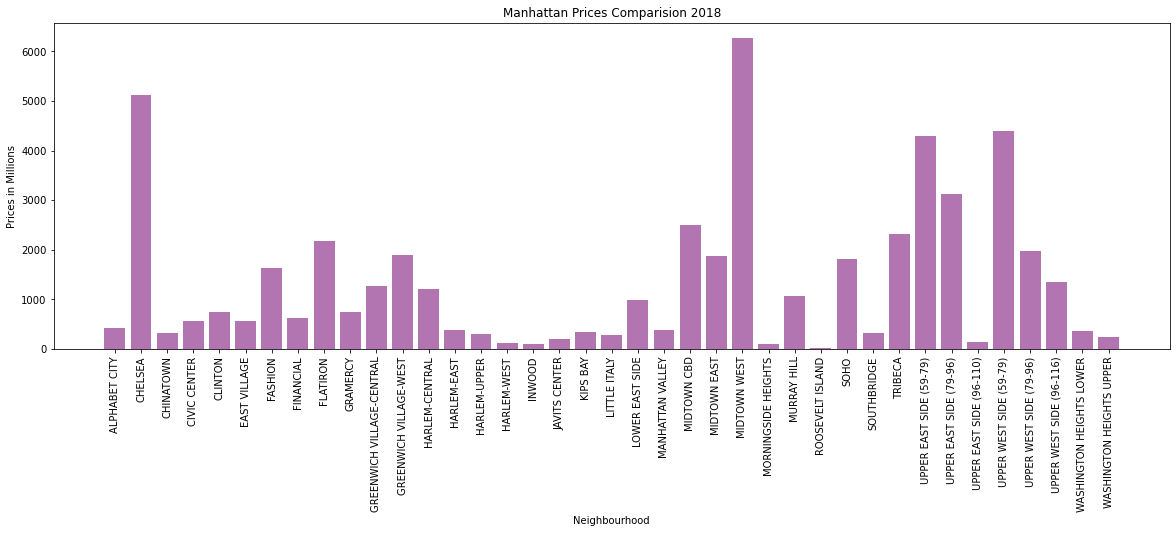 Manhattan Prices Comparision 2018
Prices in Millions
6000
5000
4000
3000
2000
1000
0
ALPHABET CITY
CHELSEA
CHINATOWN
CIVIC CENTER
CLINTON
EAST VILLAGE
FASHION
FINANCIAL
FLATIRON
GRAMERCY
GREENWICH VILLAGE-CENTRAL
GREENWICH VILLAGE-WEST
HARLEM-CENTRAL
HARLEM-EAST
HARLEM-UPPER
HARLEM-WEST
INWOOD
JAVITS CENTER
KIPS BAY
LITTLE ITALY
LOWER EAST SIDE
MANHATTAN VALLEY
MIDTOWN CBD
MIDTOWN EAST
MIDTOWN WEST
MORNINGSIDE HEIGHTS
MURRAY HILL
ROOSEVELT ISLAND
SOHO
SOUTHBRIDGE
TRIBECA
UPPER EAST SIDE (59-79)
UPPER EAST SIDE (79-96)
UPPER EAST SIDE (96-110)
UPPER WEST SIDE (59-79)
UPPER WEST SIDE (79-96)
UPPER WEST SIDE (96-116)
WASHINGTON HEIGHTS LOWER
WASHINGTON HEIGHTS UPPER
Neighbourhood